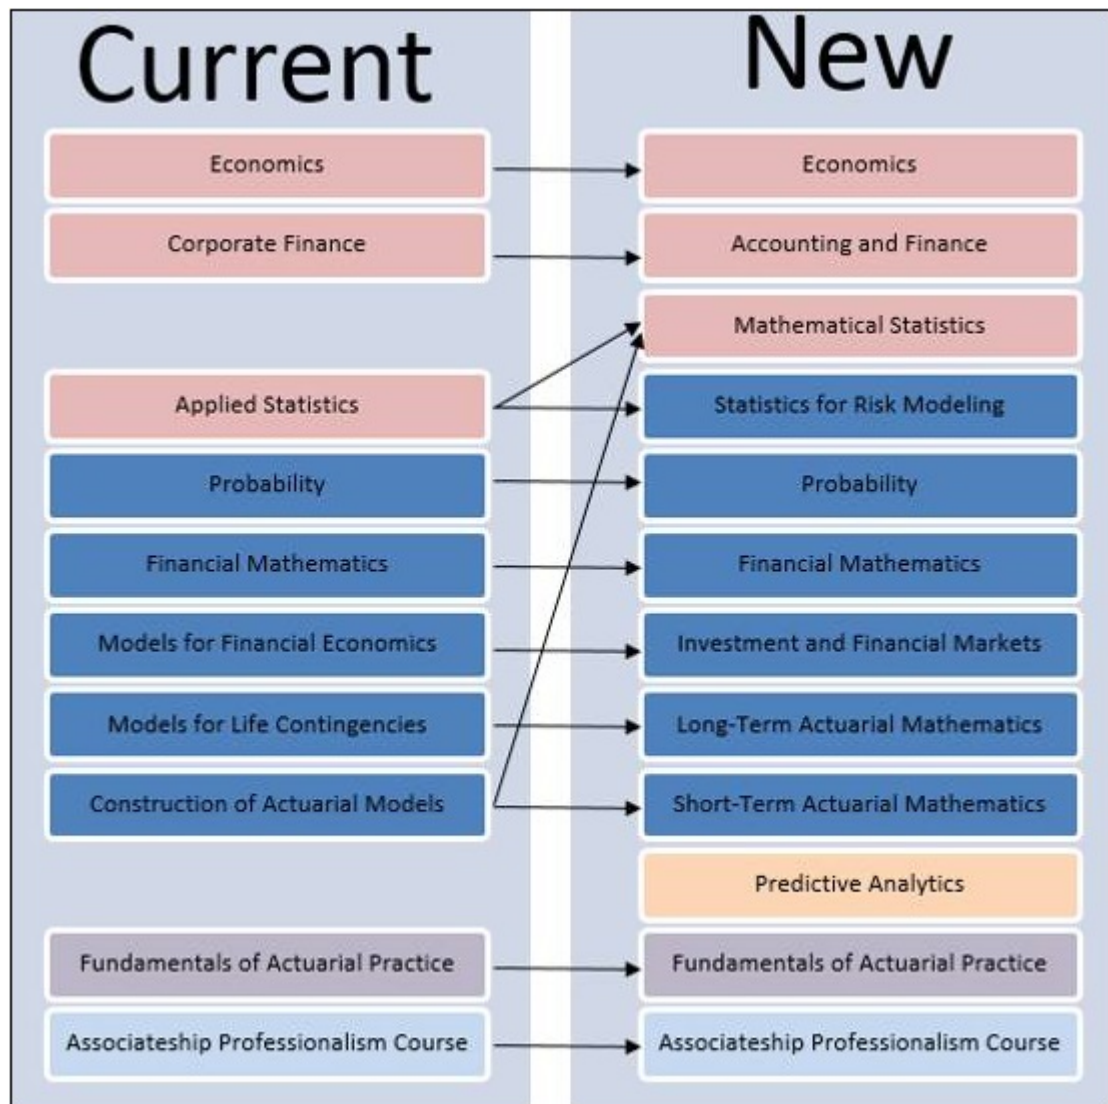 Current
Economics
Corporate Finance
Applied Statistics
Probability
Financial Mathematics
Models for Financial Economics
Models for Life Contingencies
Construction of Actuarial Models
Fundamentals of Actuarial Practice
Associateship Professionalism Course
New
Economics
Accounting and Finance
Mathematical Statistics
Statistics for Risk Modeling
Probability
Financial Mathematics
Investment and Financial Markets
Long-Term Actuarial Mathematics
Short-Term Actuarial Mathematics
Predictive Analytics
Fundamentals of Actuarial Practice
Associateship Professionalism Course